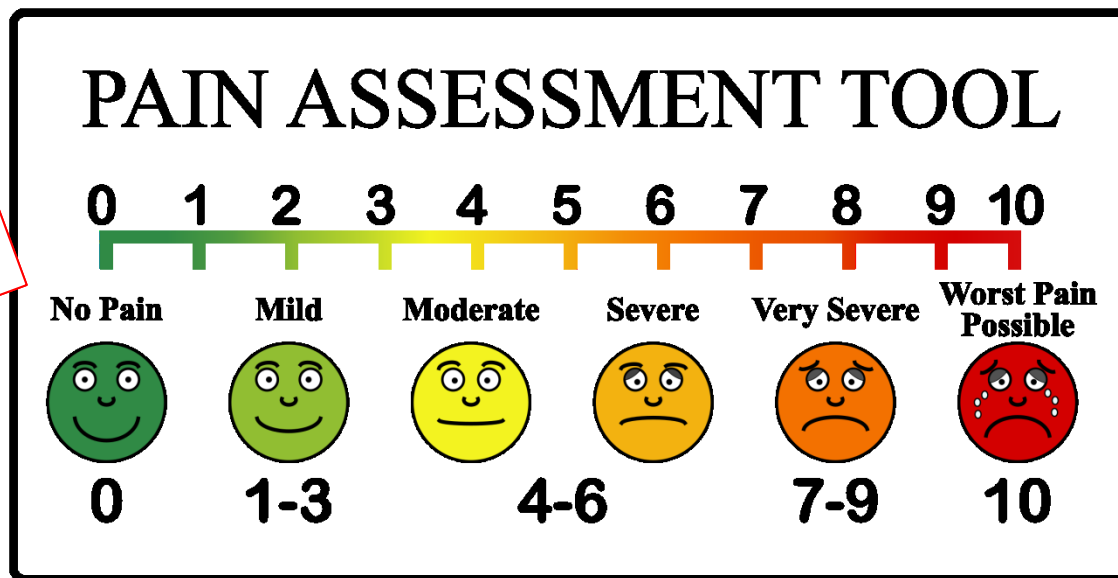 PAIN ASSESSMENT TOOL
0 1 2 3 4 5 6 7 8 9 10
No Pain Mild Moderate Severe Very Severe Worst Pain Possible
0 1-3 4-6 7-9 10